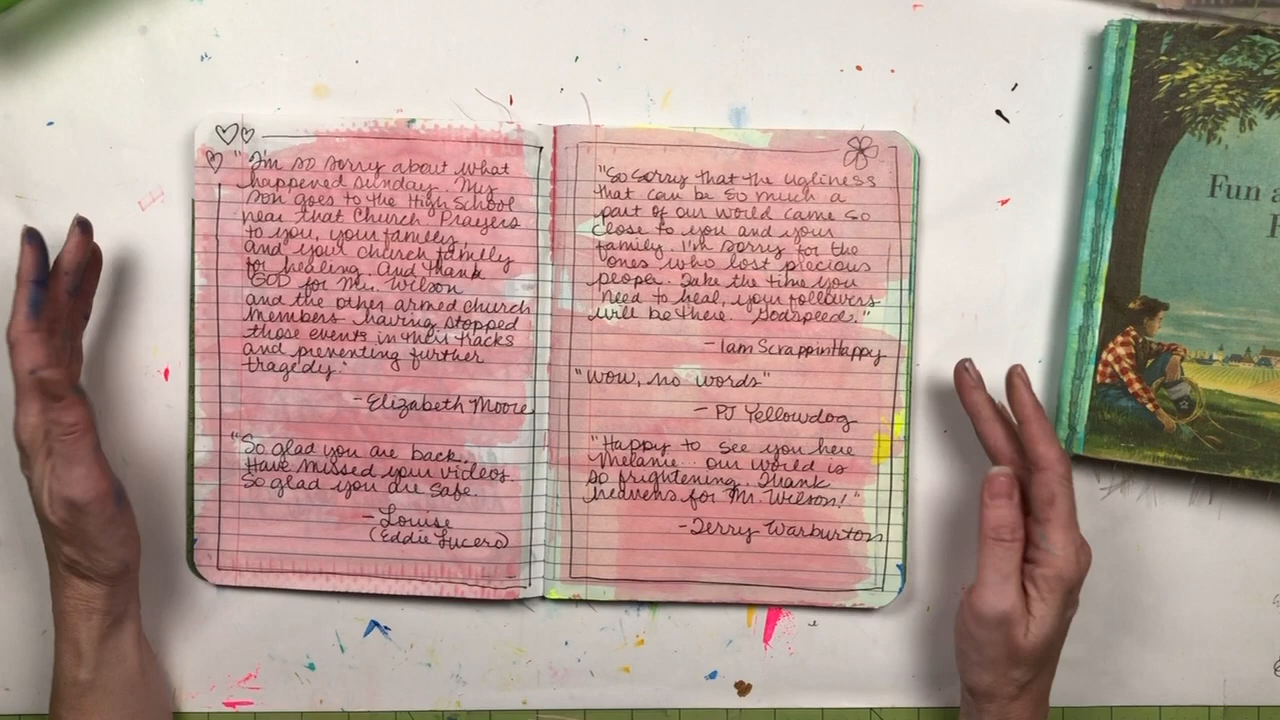 "I'm so sorry about what
happened Sunday. My
son goes to the High School
near that Church. Prayers
to you, your family,
and your church family
for healing. And thank
GOD for Mr. Wilson
and the other armed church
members having stopped
those events in their tracks
and preventing further
tragedy."
-Elizabeth Moore
"So glad you are back.
Have missed your videos.
So glad you are safe.
-Louise
(Eddie Lucero)
"So sorry that the ugliness
that can be so much a
part of our world came so
close to you and your
family. I'm sorry for the
ones who lost precious
people. Take the time you
need to heal, your followers
will be there. Godspeed."
-Iam ScrappinHappy
"Wow, no words"
- PJ Yellowdog
"Happy to see you here
Melanie... our world is
so frightening. Thank
heavens for Mr. Wilson!"
-Terry Warburton
Fun